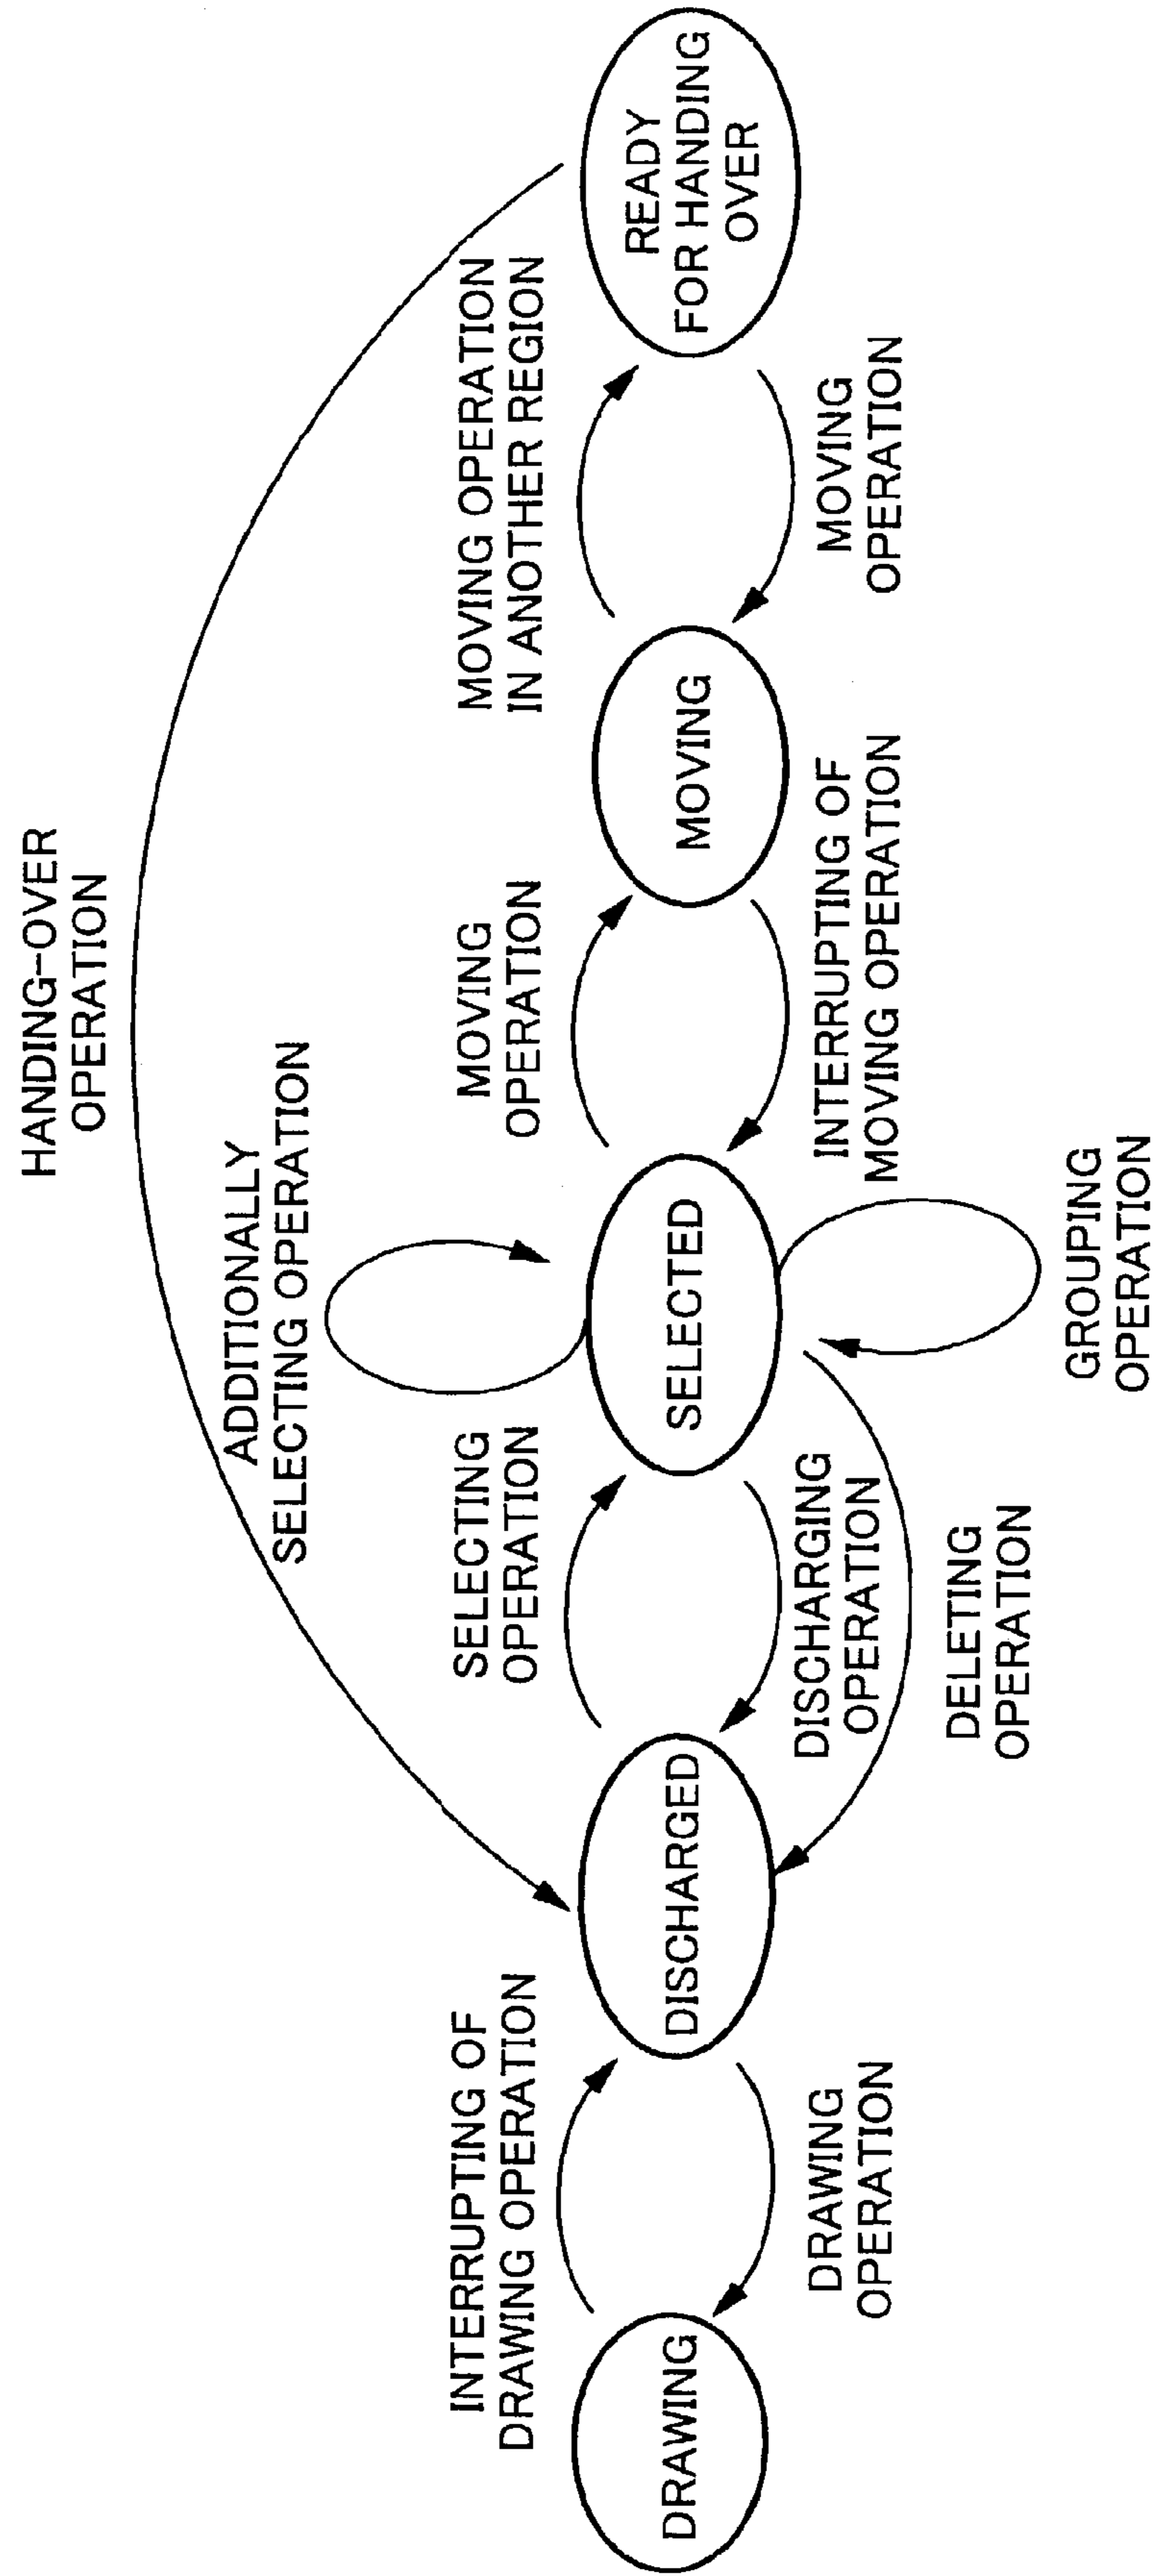 HANDING-OVER
OPERATION
ADDITIONALLY
SELECTING OPERATION
INTERRUPTING OF
DRAWING OPERATION
SELECTING
OPERATION
MOVING
OPERATION
MOVING OPERATION
IN ANOTHER REGION
DRAWING
DISCHARGED
SELECTED
MOVING
READY
FOR HANDING
OVER
DRAWING
OPERATION
DISCHARGING
OPERATION
INTERRUPTING OF
MOVING OPERATION
MOVING
OPERATION
DELETING
OPERATION
GROUPING
OPERATION